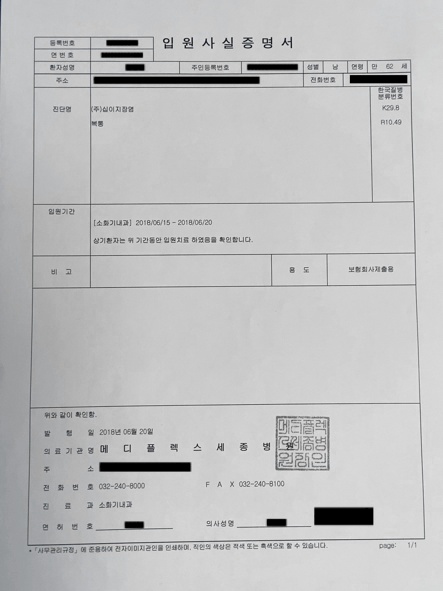 등록번호
연 번 호
입 원 사 실 증 명 서
환자성명 주민등록번호 성별 남 연령 만 62 세
주소 전화번호
한국질병
분류번호
진단명 (주)십이지장염 K29.8
복통 R10.49
입원기간
[소화기내과] 2018/06/15 - 2018/06/20
상기환자는 위 기간동안 입원치료 하였음을 확인합니다.
비 고 용 도 보험회사제출용
위와 같이 확인함.
발 행 일 2018년 06월 20일
의 료 기 관 명 메 디 플 렉 스 세 종 병 원
메디플렉
스세종병
원장인
주 소
전 화 번 호 032-240-8000 F A X 032-240-8100
진 료 과 소화기내과
면 허 번 호 의사성명
*「사무관리규정」에 준용하여 전자이미지관인을 인쇄하며, 직인의 색상은 적색 또는 흑색으로 할 수 있습니다. page: 1/1